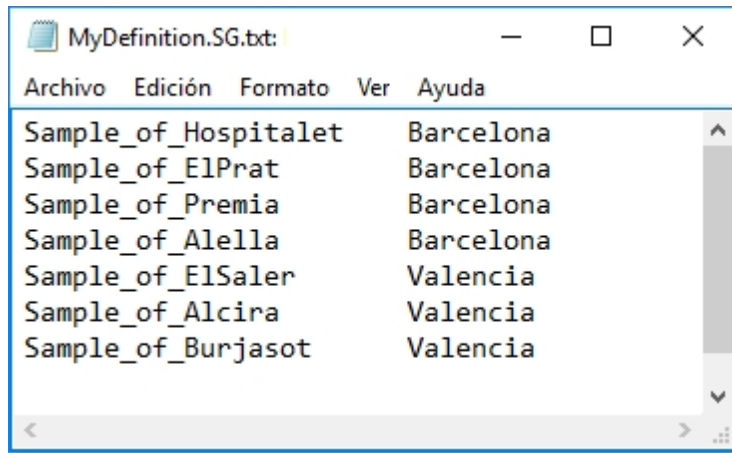 MyDefinition.SG.txt:
Archivo Edición Formato Ver Ayuda
Sample_of_Hospitalet Barcelona
Sample_of_ElPrat Barcelona
Sample_of_Premia Barcelona
Sample_of_Alella Barcelona
Sample_of_ElSaler Valencia
Sample_of_Alcira Valencia
Sample_of_Burjasot Valencia